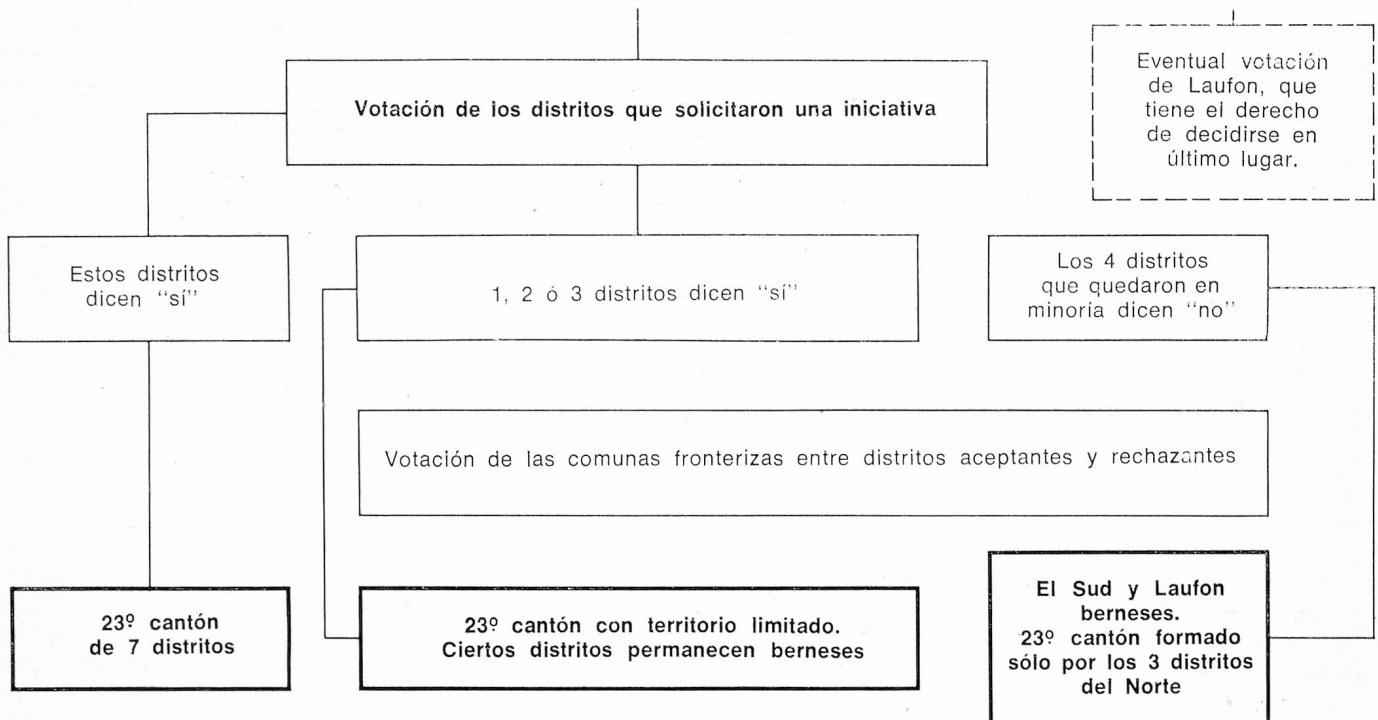 Votación de los distritos que solicitaron una iniciativa
Eventual votación
de Laufon, que
tiene el derecho
de decidirse en
último lugar.
Estos distritos
dicen “sí”
1, 2 ó 3 distritos dicen “sí”
Los 4 distritos
que quedaron en
minoría dicen “no”
Votación de las comunas fronterizas entre distritos aceptantes y rechazantes
23º cantón
de 7 distritos
23º cantón con territorio limitado.
Ciertos distritos permanecen berneses
El Sud y Laufon
berneses.
23º cantón formado
sólo por los 3 distritos
del Norte